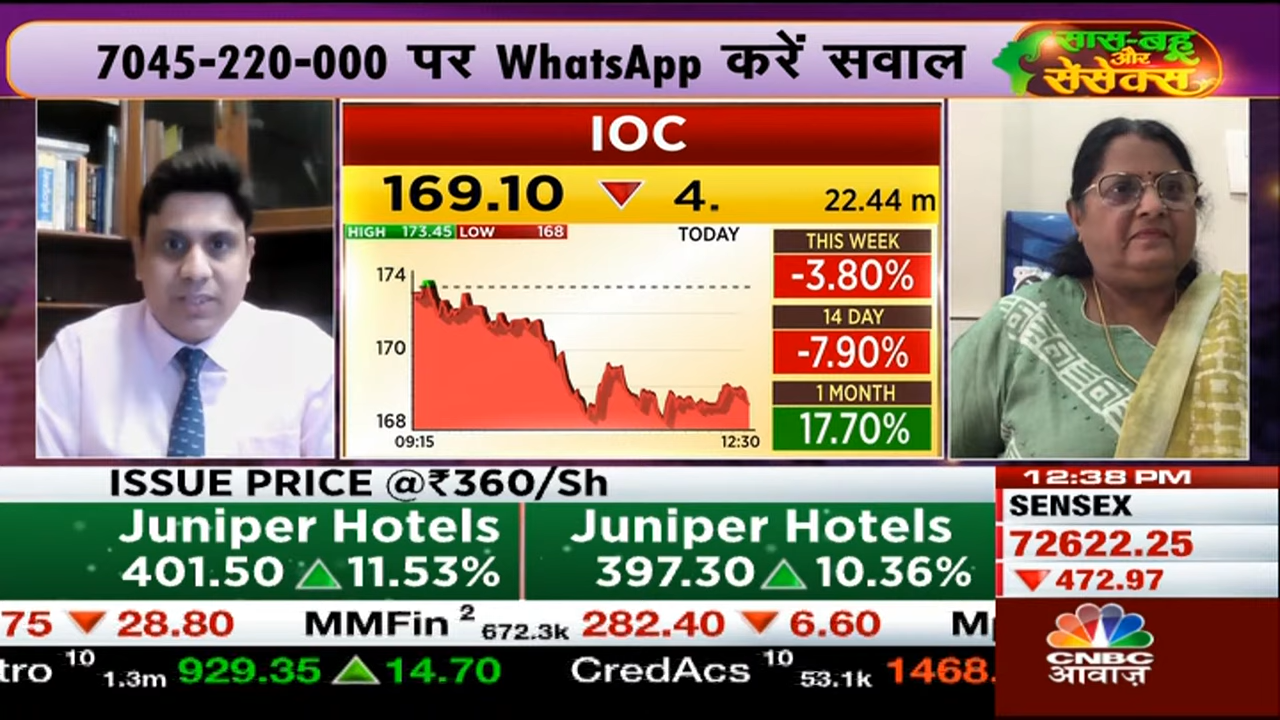 7045-220-000 पर WhatsApp करें सवाल
सास-बहू
और
सेंसेक्स
IOC
169.10 ▼ 4. 22.44 m
HIGH 173.45 LOW 168
TODAY
174
170
168
09:15 12:30
THIS WEEK
-3.80%
14 DAY
-7.90%
1 MONTH
17.70%
ISSUE PRICE @₹360/Sh
Juniper Hotels
401.50 ▲ 11.53%
Juniper Hotels
397.30 ▲ 10.36%
12:38 PM
SENSEX
72622.25
▼ 472.97
75 ▼ 28.80 MMFin 2 672.3k 282.40 ▼ 6.60 M
tro 10 1.3m 929.35 ▲ 14.70 CredAcs 10 53.1k 1468.
CNBC
आवाज़